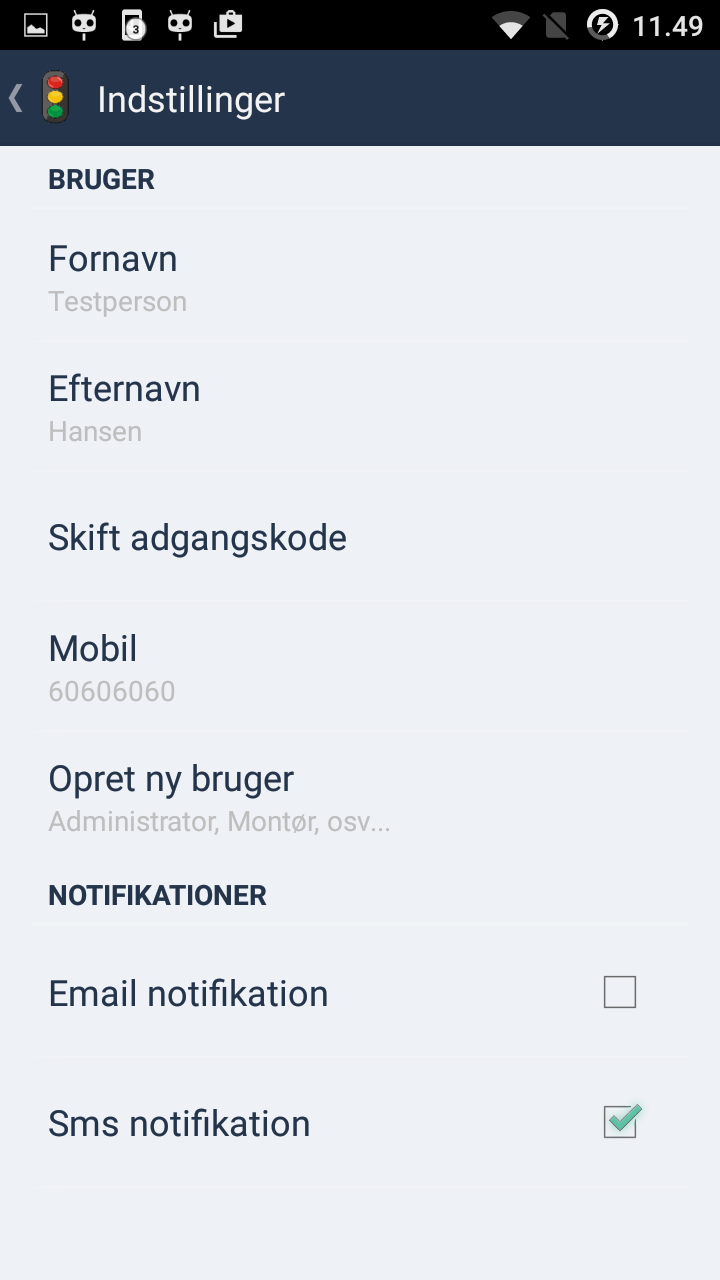 3
11.49
Indstillinger
BRUGER
Fornavn
Testperson
Efternavn
Hansen
Skift adgangskode
Mobil
60606060
Opret ny bruger
Administrator, Montør, osv...
NOTIFIKATIONER
Email notifikation
Sms notifikation